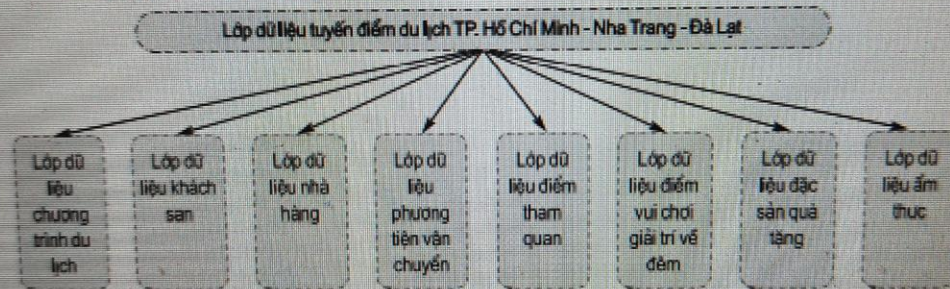 Lớp dữ liệu tuyến điểm du lịch TP. Hồ Chí Minh - Nha Trang - Đà Lạt
Lớp dữ
liệu
chương
trình du
lịch
Lớp dữ
liệu khách
sạn
Lớp dữ
liệu nhà
hàng
Lớp dữ
liệu
phương
tiện vận
chuyển
Lớp dữ
liệu điểm
tham
quan
Lớp dữ
liệu điểm
vui chơi
giải trí về
đêm
Lớp dữ
liệu đặc
sản quà
tặng
Lớp dữ
liệu ẩm
thực